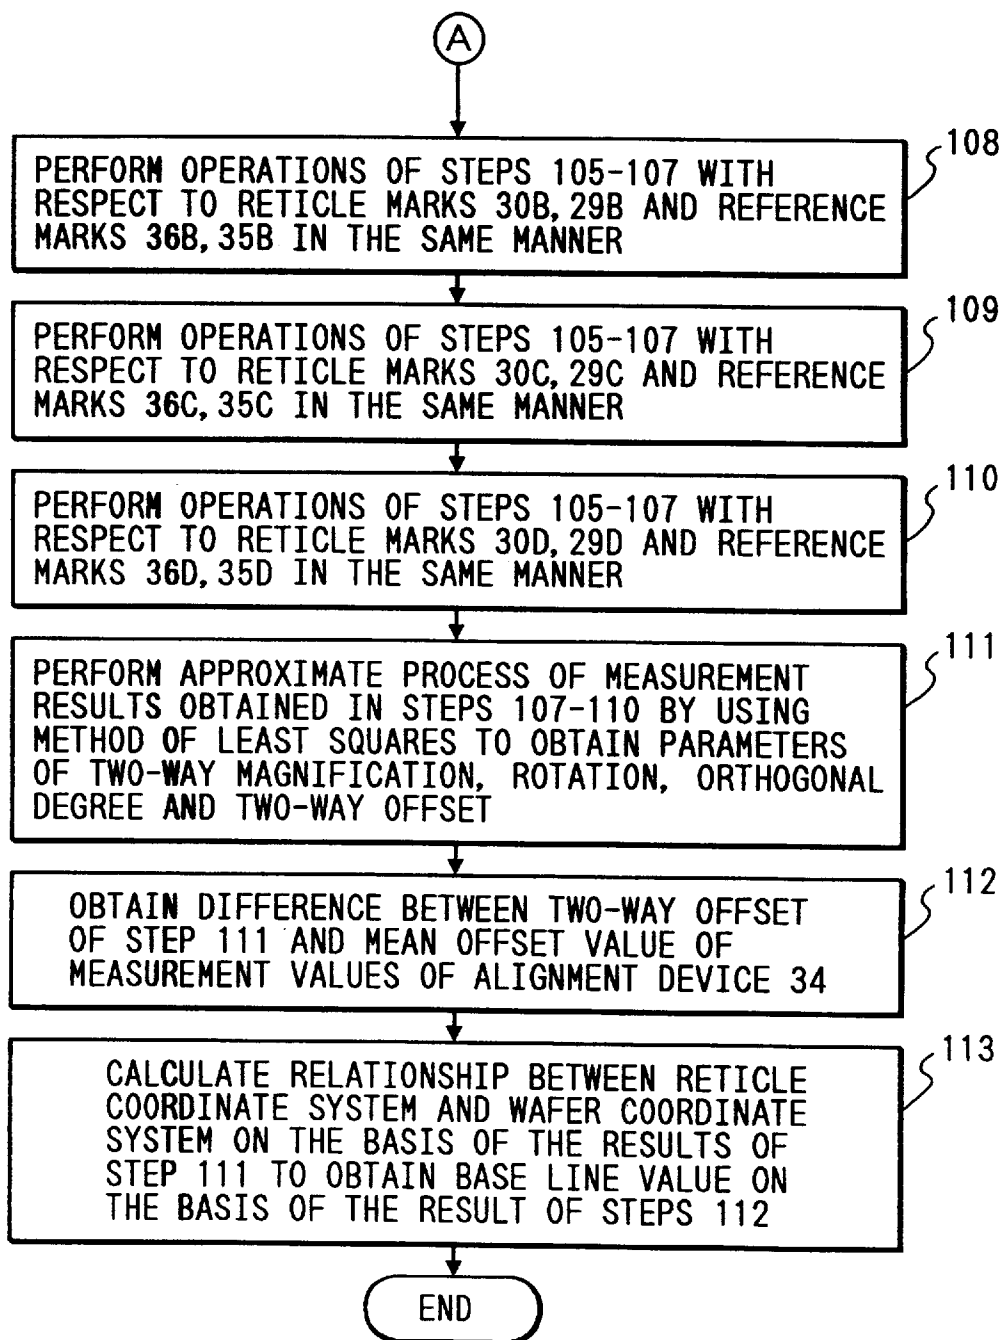 A
108
PERFORM OPERATIONS OF STEPS 105-107 WITH
RESPECT TO RETICLE MARKS 30B, 29B AND REFERENCE
MARKS 36B, 35B IN THE SAME MANNER
109
PERFORM OPERATIONS OF STEPS 105-107 WITH
RESPECT TO RETICLE MARKS 30C, 29C AND REFERENCE
MARKS 36C, 35C IN THE SAME MANNER
110
PERFORM OPERATIONS OF STEPS 105-107 WITH
RESPECT TO RETICLE MARKS 30D, 29D AND REFERENCE
MARKS 36D, 35D IN THE SAME MANNER
111
PERFORM APPROXIMATE PROCESS OF MEASUREMENT
RESULTS OBTAINED IN STEPS 107-110 BY USING
METHOD OF LEAST SQUARES TO OBTAIN PARAMETERS
OF TWO-WAY MAGNIFICATION, ROTATION, ORTHOGONAL
DEGREE AND TWO-WAY OFFSET
112
OBTAIN DIFFERENCE BETWEEN TWO-WAY OFFSET
OF STEP 111 AND MEAN OFFSET VALUE OF
MEASUREMENT VALUES OF ALIGNMENT DEVICE 34
113
CALCULATE RELATIONSHIP BETWEEN RETICLE
COORDINATE SYSTEM AND WAFER COORDINATE
SYSTEM ON THE BASIS OF THE RESULTS OF
STEP 111 TO OBTAIN BASE LINE VALUE ON
THE BASIS OF THE RESULT OF STEPS 112
END